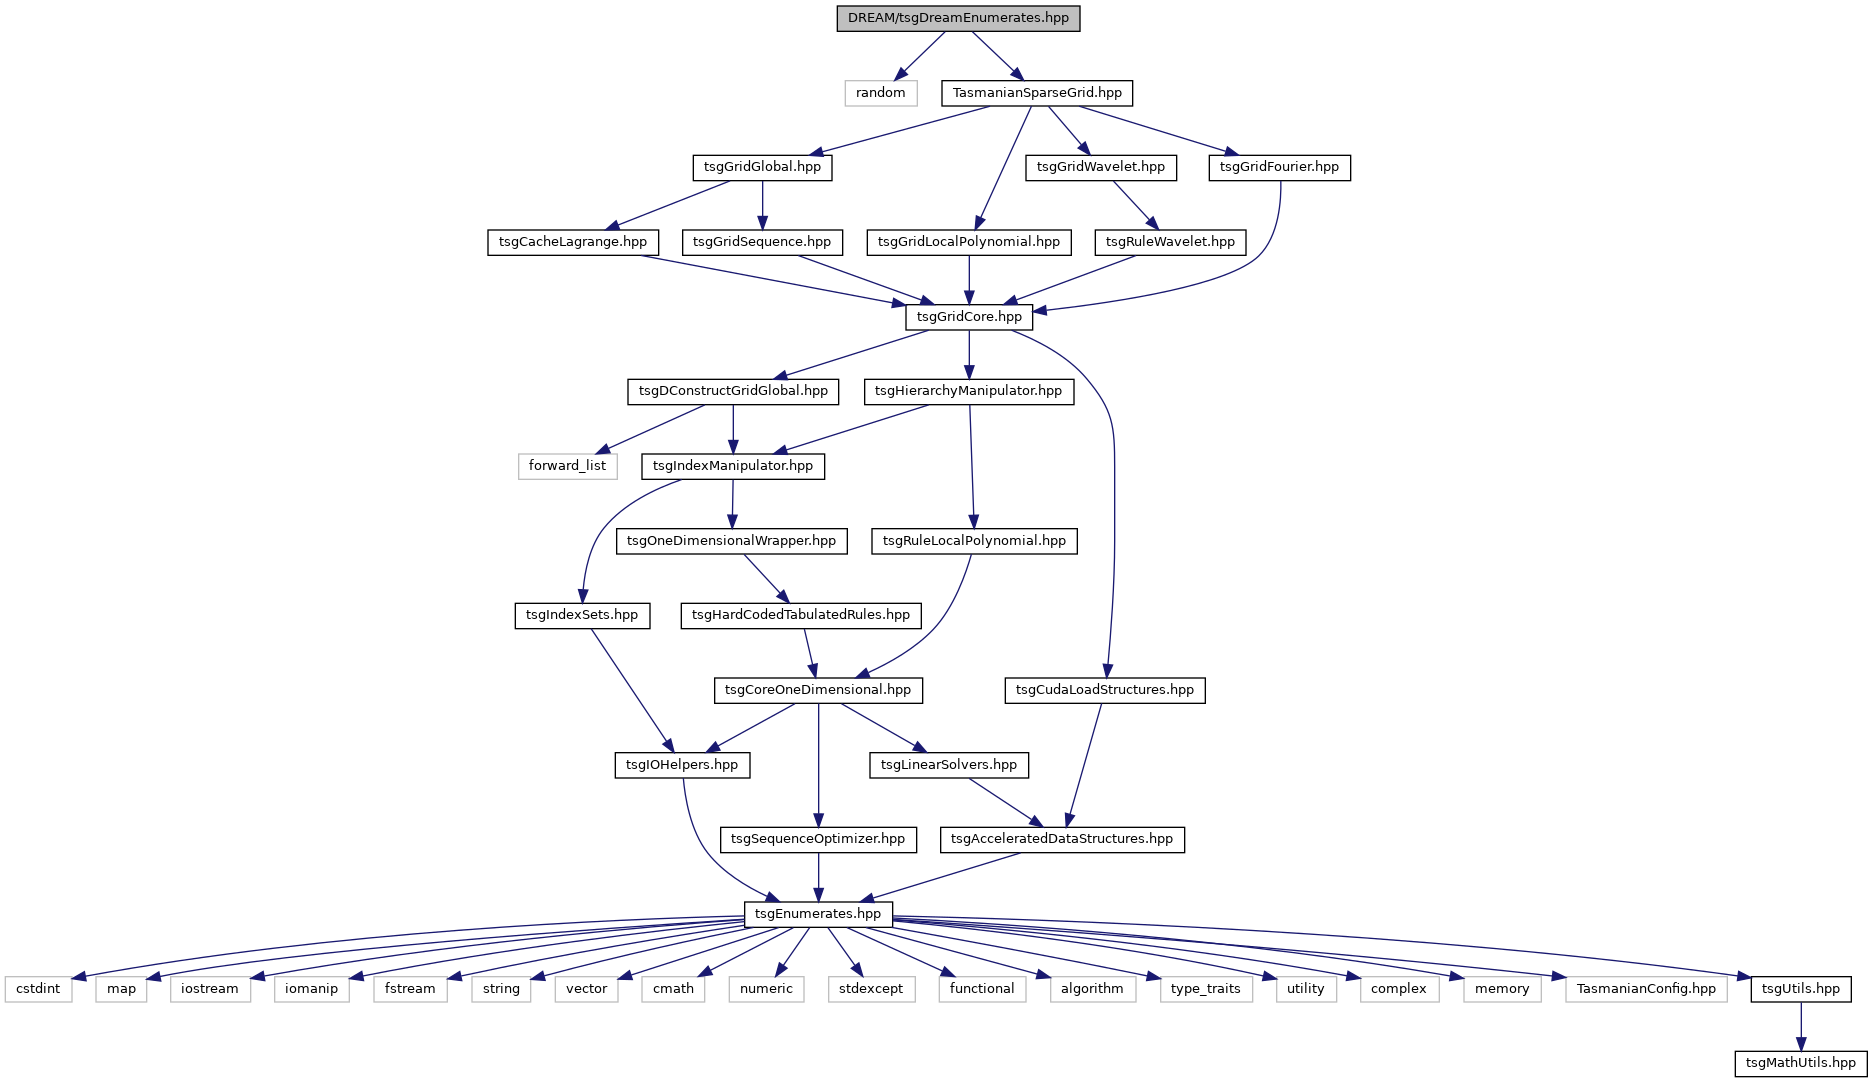 DREAM/tsgDreamEnumerates.hpp
random
TasmanianSparseGrid.hpp
tsgGridGlobal.hpp
tsgGridWavelet.hpp
tsgGridFourier.hpp
tsgCacheLagrange.hpp
tsgGridSequence.hpp
tsgGridLocalPolynomial.hpp
tsgRuleWavelet.hpp
tsgGridCore.hpp
tsgDConstructGridGlobal.hpp
tsgHierarchyManipulator.hpp
forward_list
tsgIndexManipulator.hpp
tsgOneDimensionalWrapper.hpp
tsgRuleLocalPolynomial.hpp
tsgIndexSets.hpp
tsgHardCodedTabulatedRules.hpp
tsgCoreOneDimensional.hpp
tsgCudaLoadStructures.hpp
tsgIOHelpers.hpp
tsgLinearSolvers.hpp
tsgSequenceOptimizer.hpp
tsgAcceleratedDataStructures.hpp
tsgEnumerates.hpp
cstdint
map
iostream
iomanip
fstream
string
vector
cmath
numeric
stdexcept
functional
algorithm
type_traits
utility
complex
memory
TasmanianConfig.hpp
tsgUtils.hpp
tsgMathUtils.hpp